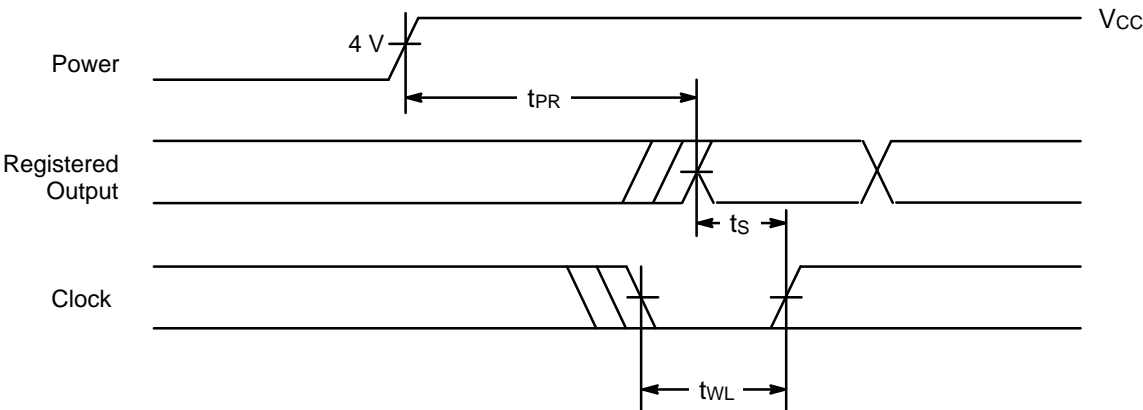 VCC
4 V
Power
tPR
Registered
Output
tS
Clock
tWL